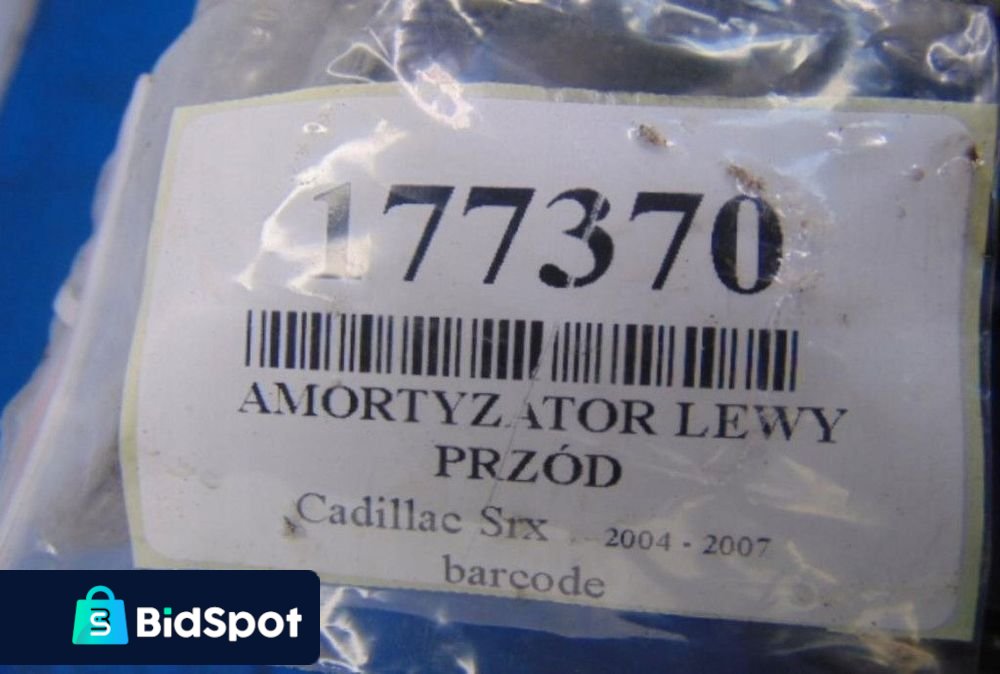 177370
AMORTYZATOR LEWY
PRZÓD
Cadillac Srx 2004 - 2007
barcode
BidSpot